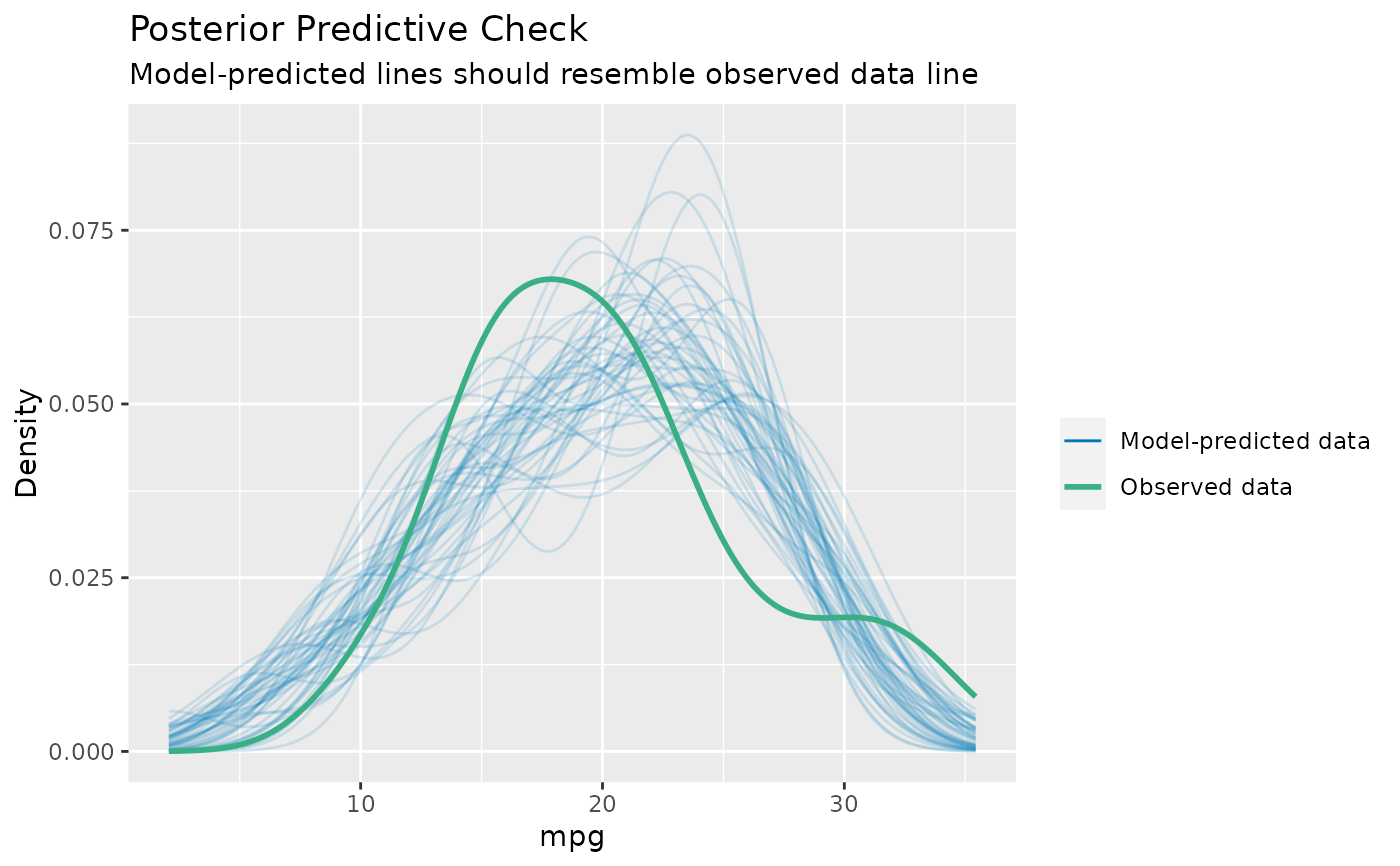 Posterior Predictive Check
Model-predicted lines should resemble observed data line
Density
0.075
0.050
0.025
0.000
10 20 30
mpg
Model-predicted data
Observed data